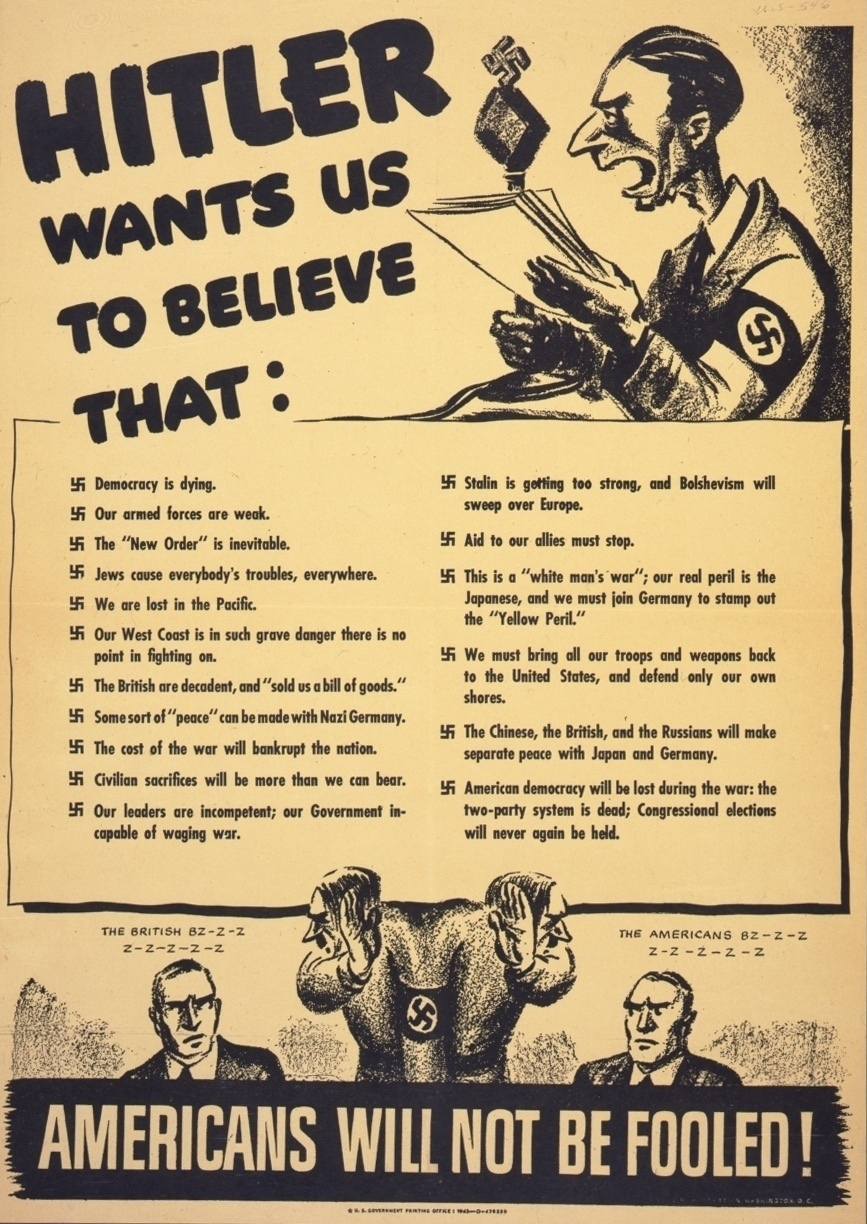 HITLER
WANTS US
TO BELIEVE
THAT:
Democracy is dying.
Our armed forces are weak.
The "New Order" is inevitable.
Jews cause everybody's troubles, everywhere.
We are lost in the Pacific.
Our West Coast is in such grave danger there is no
point in fighting on.
The British are decadent, and "sold us a bill of goods."
Some sort of "peace" can be made with Nazi Germany.
The cost of the war will bankrupt the nation.
Civilian sacrifices will be more than we can bear.
Our leaders are incompetent; our Government in-
capable of waging war.
Stalin is getting too strong, and Bolshevism will
sweep over Europe.
Aid to our allies must stop.
This is a "white man's war"; our real peril is the
Japanese, and we must join Germany to stamp out
the "Yellow Peril."
We must bring all our troops and weapons back
to the United States, and defend only our own
shores.
The Chinese, the British, and the Russians will make
separate peace with Japan and Germany.
American democracy will be lost during the war: the
two-party system is dead; Congressional elections
will never again be held.
THE BRITISH BZ-Z-Z
Z-Z-Z-Z-Z
THE AMERICANS BZ-Z-Z
Z-Z-Z-Z-Z
AMERICANS WILL NOT BE FOOLED!
WASHINGTON, D.C.
☆ U. S. GOVERNMENT PRINTING OFFICE : 1942—O-